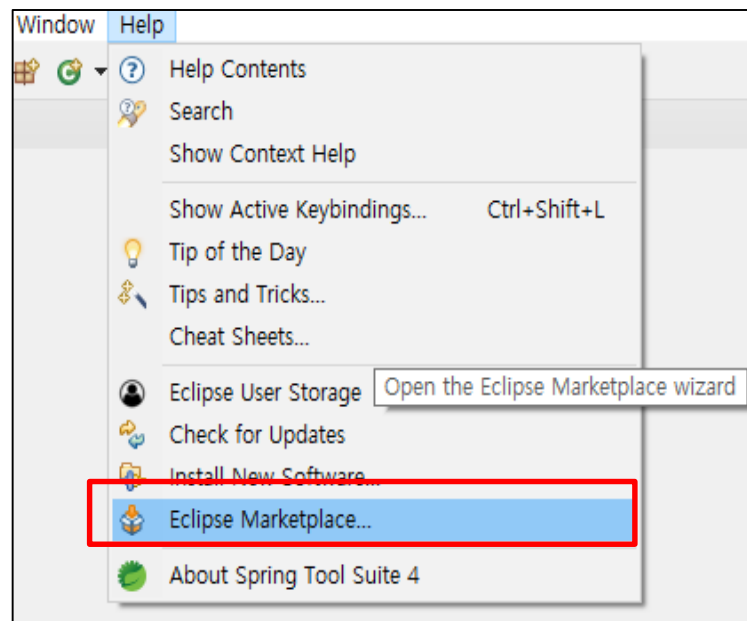 Window Help
Help Contents
Search
Show Context Help
Show Active Keybindings... Ctrl+Shift+L
Tip of the Day
Tips and Tricks...
Cheat Sheets...
Eclipse User Storage
Open the Eclipse Marketplace wizard
Check for Updates
Install New Software...
Eclipse Marketplace...
About Spring Tool Suite 4